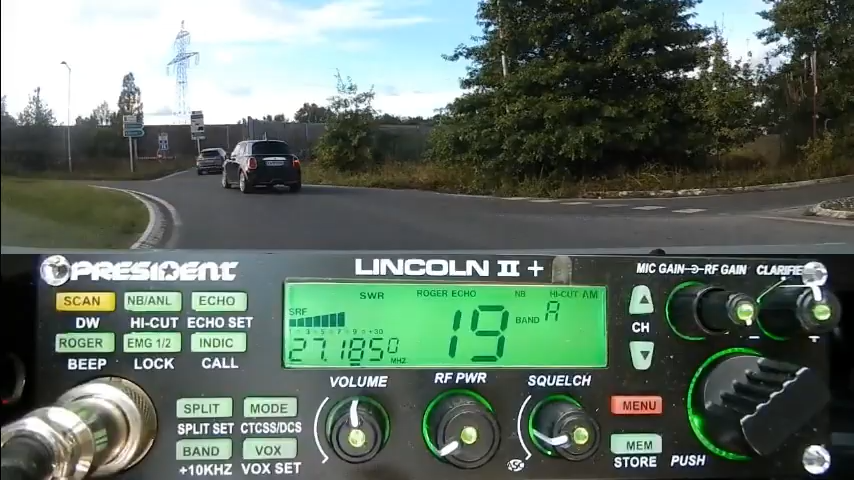 PRESIDENT LINCOLN II + MIC GAIN RF GAIN CLARIFIER
SCAN NB/ANL ECHO
DW HI-CUT ECHO SET
ROGER EMG 1/2 INDIC
BEEP LOCK CALL
SPLIT MODE
SPLIT SET CTCSS/DCS
BAND VOX
+10KHZ VOX SET
SWR ROGER ECHO NB HI-CUT AM
SRF
19 BAND A
27.1850 MHZ
CH
VOLUME RF PWR SQUELCH
ASC
MENU
MEM
STORE
PUSH